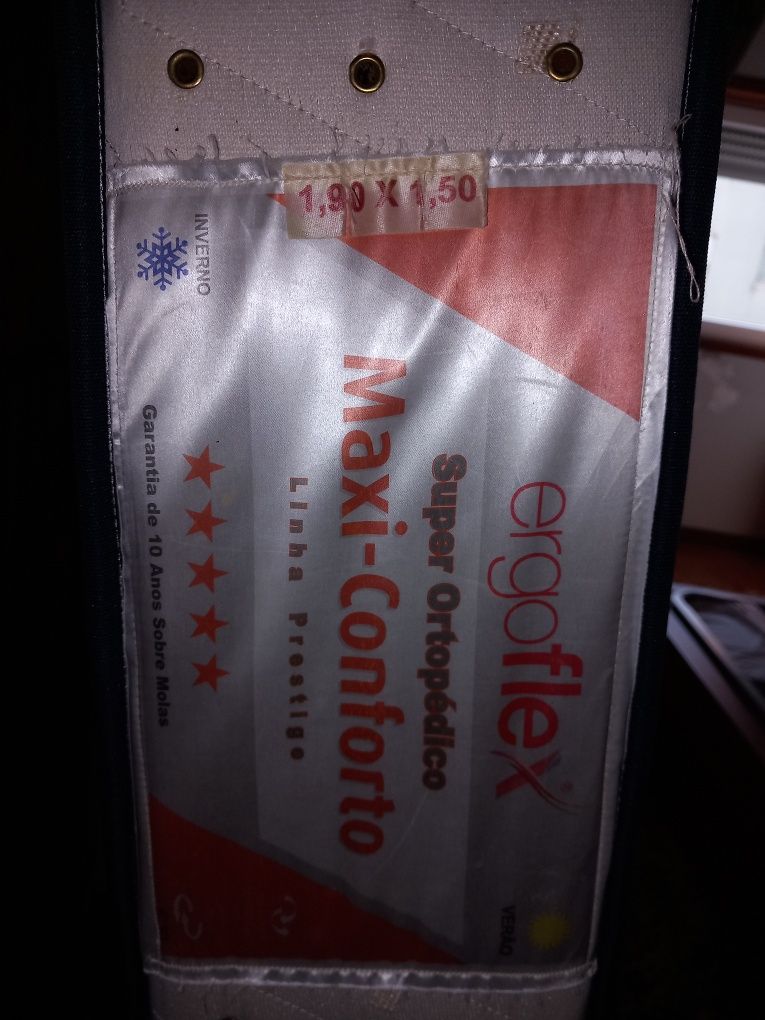 1,90 X 1,50
ergoflex®
Super Ortopédico
Maxi-Conforto
Linha Prestige
Garantia de 10 Anos Sobre Molas
INVERNO
VERÃO